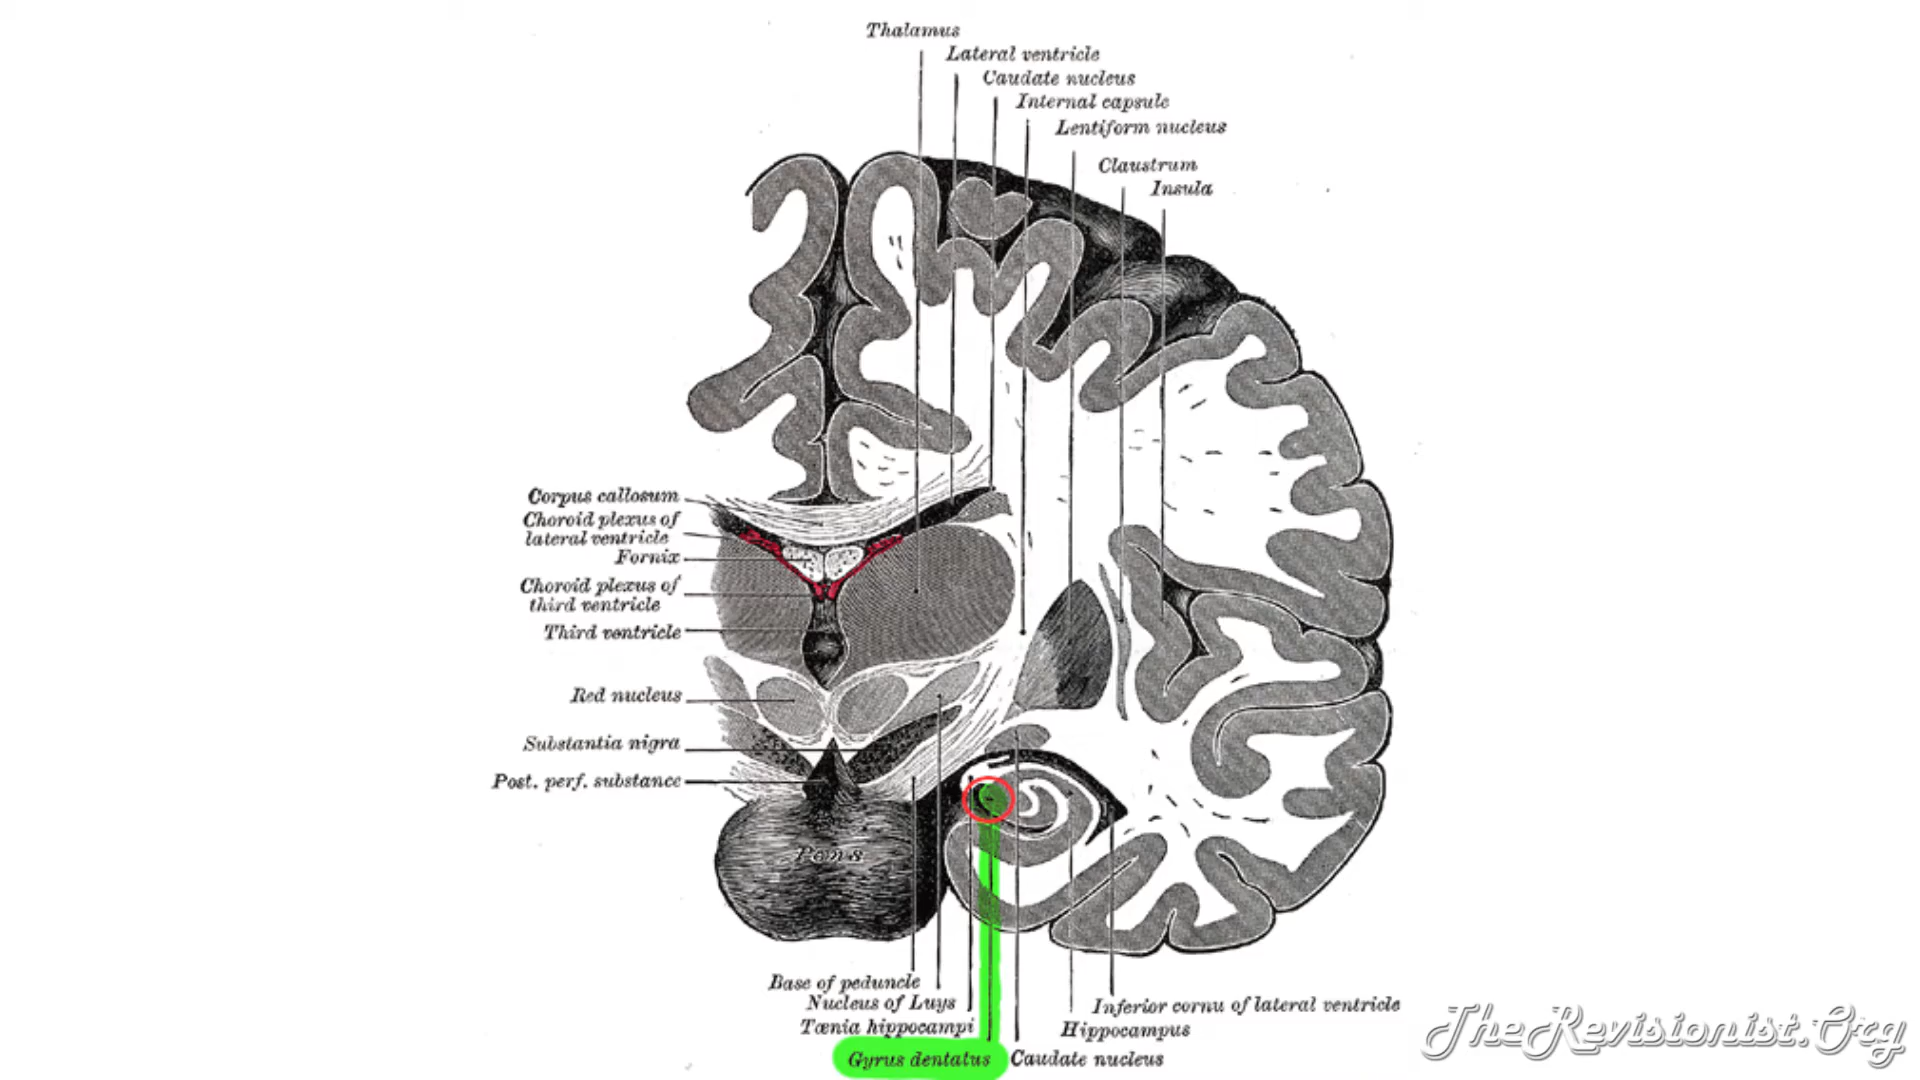 Thalamus
Lateral ventricle
Caudate nucleus
Internal capsule
Lentiform nucleus
Claustrum
Insula
Corpus callosum
Choroid plexus of
lateral ventricle
Fornix
Choroid plexus of
third ventricle
Third ventricle
Red nucleus
Substantia nigra
Post. perf. substance
Pons
Base of peduncle
Nucleus of Luys
Tænia hippocampi
Gyrus dentatus
Caudate nucleus
Hippocampus
Inferior cornu of lateral ventricle
TheRevisionist.Org